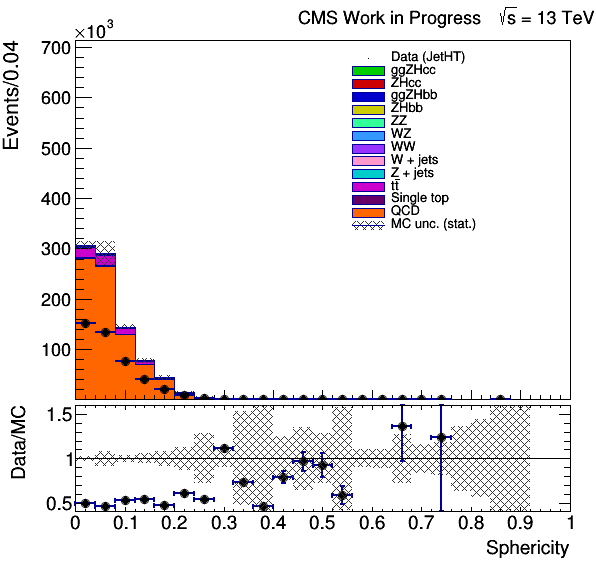 CMS Work in Progress √s = 13 TeV
×10³
Events/0.04
700
600
500
400
300
200
100
Data (JetHT)
ggZHcc
ZHcc
ggZHbb
ZHbb
ZZ
WZ
WW
W + jets
Z + jets
tt̄
Single top
QCD
MC unc. (stat.)
Data/MC
1.5
1
0.5
0 0.1 0.2 0.3 0.4 0.5 0.6 0.7 0.8 0.9 1
Sphericity